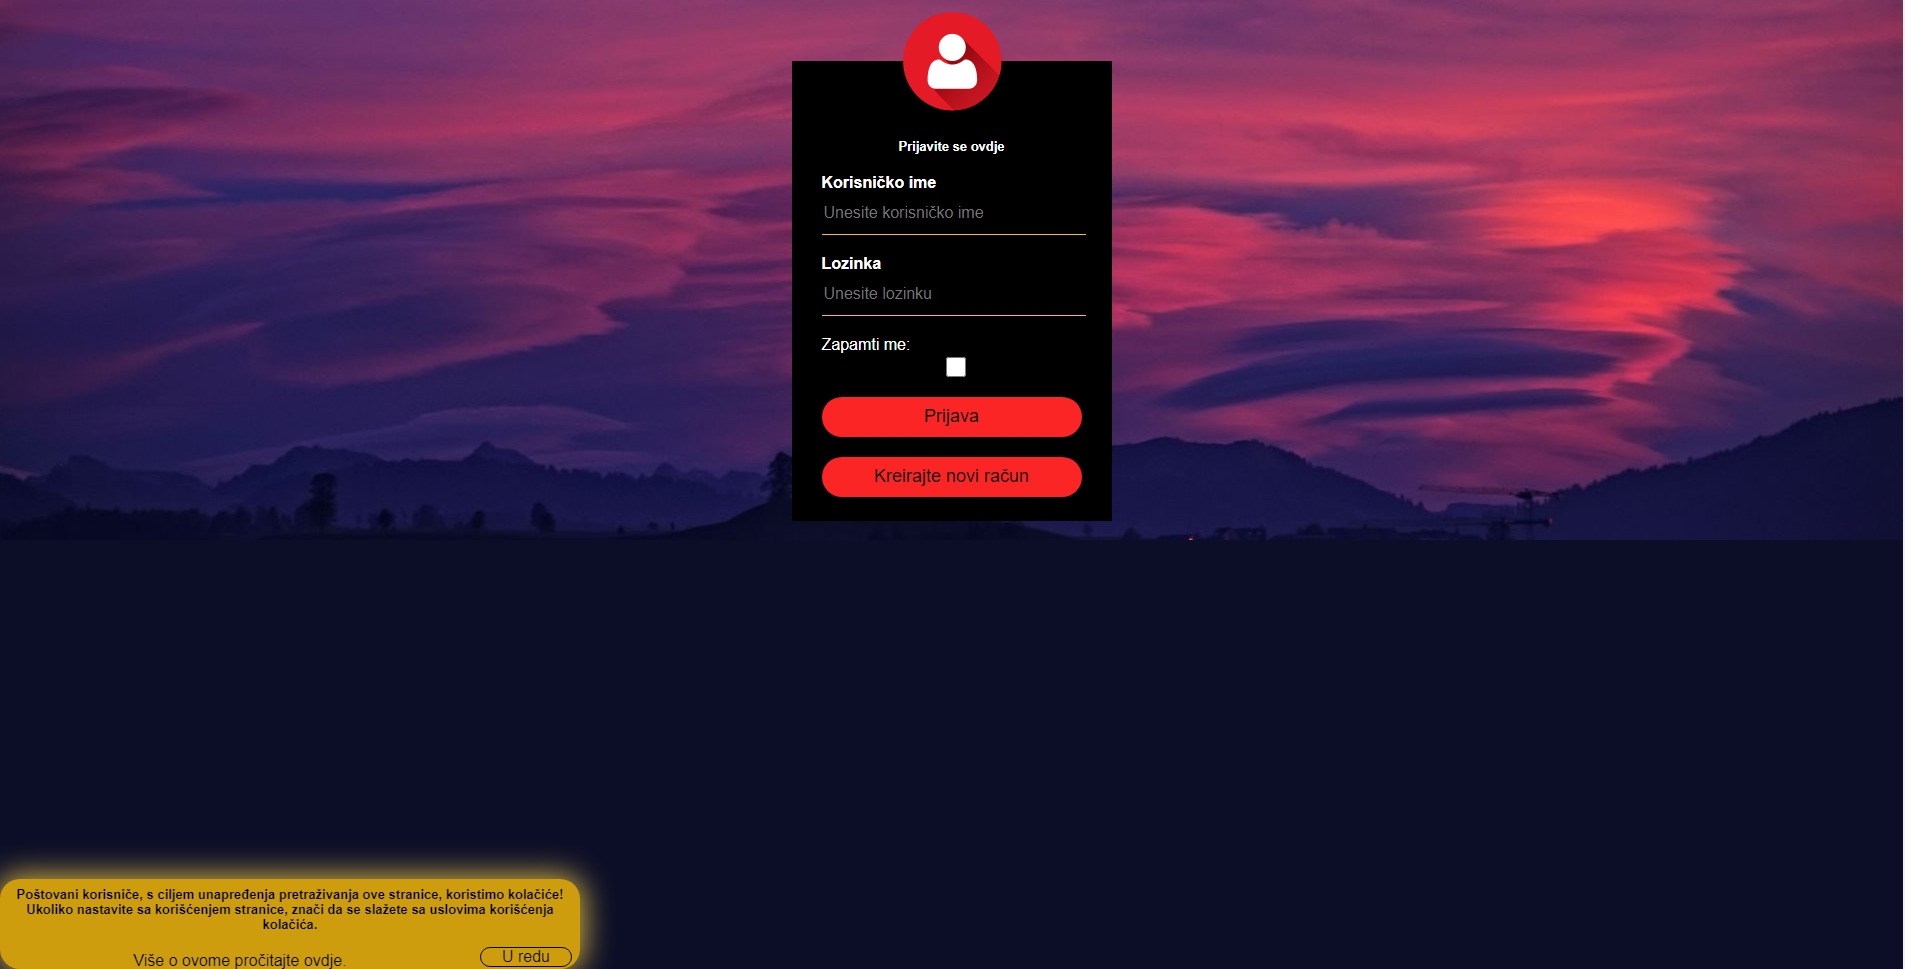 Prijavite se ovdje
Korisničko ime
Unesite korisničko ime
Lozinka
Unesite lozinku
Zapamti me:
Prijava
Kreirajte novi račun
Poštovani korisniče, s ciljem unapređenja pretraživanja ove stranice, koristimo kolačiće!
Ukoliko nastavite sa korišćenjem stranice, znači da se slažete sa uslovima korišćenja
kolačića.
Više o ovome pročitajte ovdje.
U redu